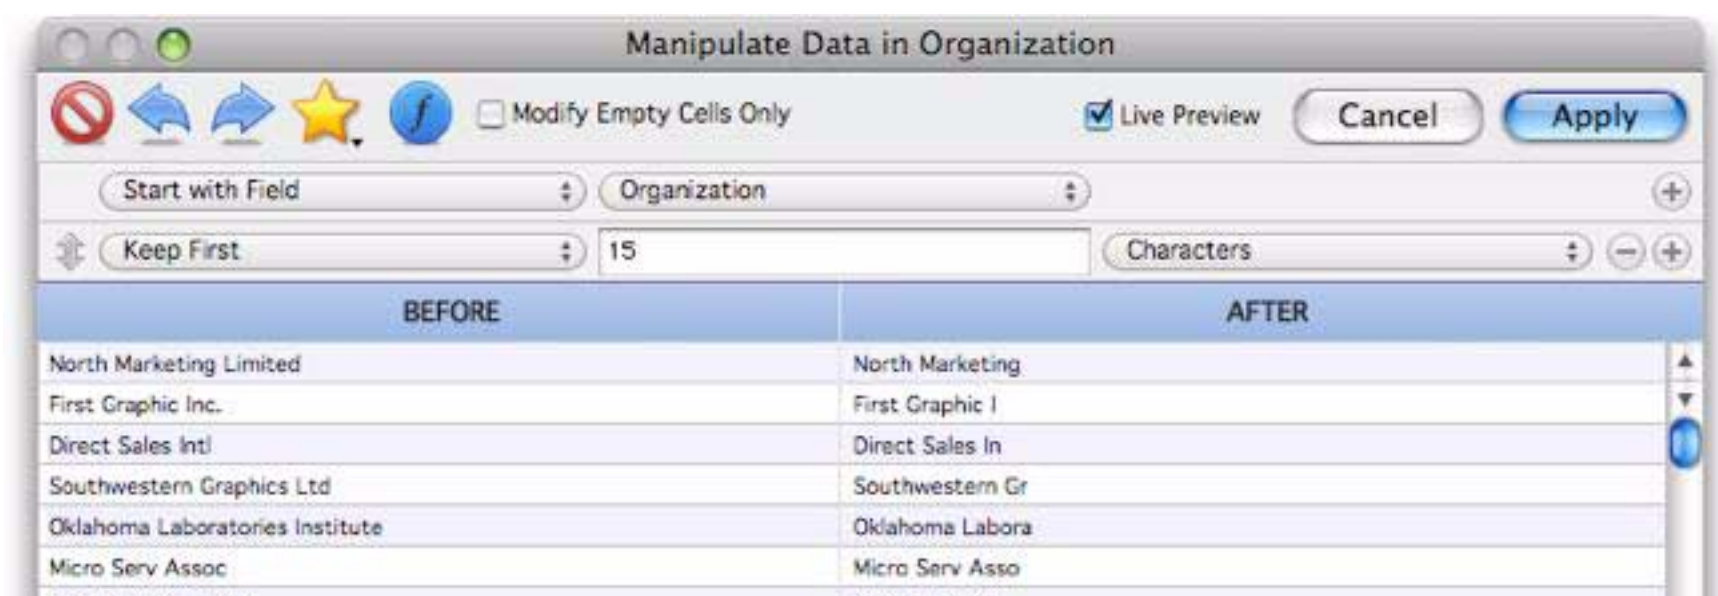 Manipulate Data in Organization
f Modify Empty Cells Only Live Preview Cancel Apply
Start with Field Organization
Keep First 15 Characters
BEFORE AFTER
North Marketing Limited North Marketing
First Graphic Inc. First Graphic I
Direct Sales Intl Direct Sales In
Southwestern Graphics Ltd Southwestern Gr
Oklahoma Laboratories Institute Oklahoma Labora
Micro Serv Assoc Micro Serv Asso